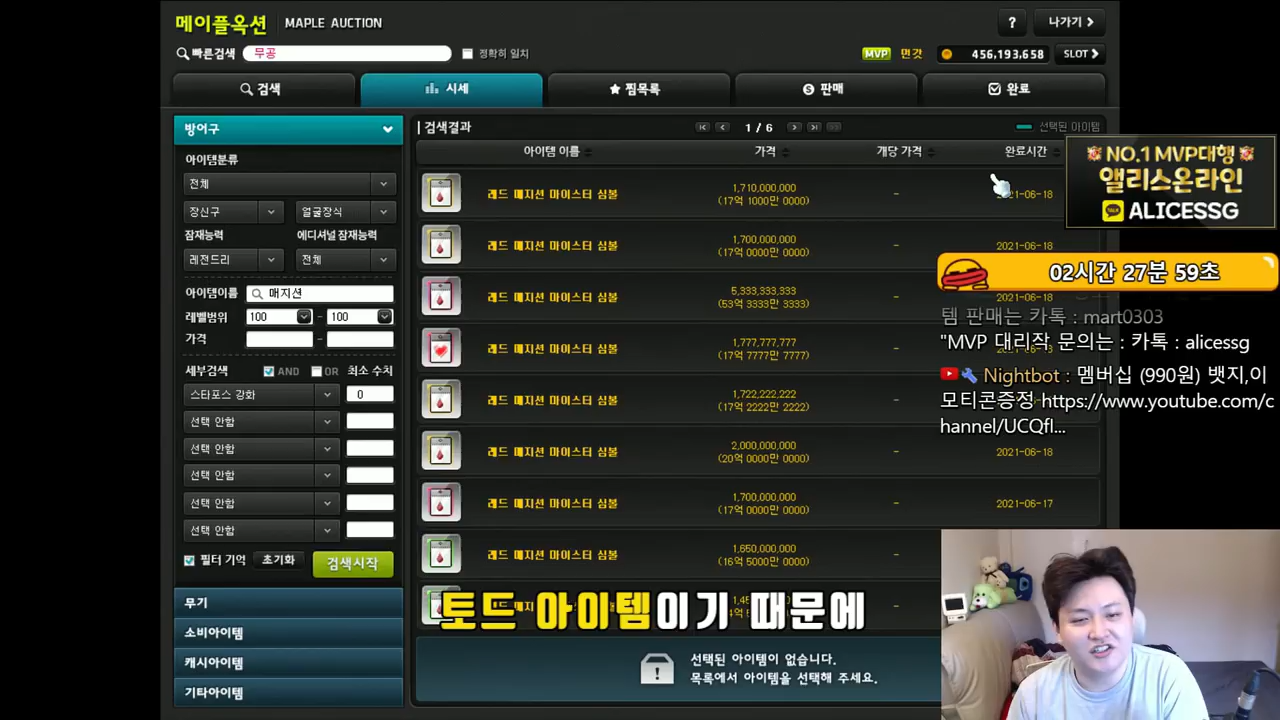 메이플옥션 MAPLE AUCTION
? 나가기 >
빠른검색 무공 정확히 일치
MVP 면갓 456,193,658 SLOT >
검색 시세 찜목록 판매 완료
방어구
아이템분류
전체
장신구 얼굴장식
잠재능력 에디셔널 잠재능력
레전드리 전체
아이템이름 매지션
레벨범위 100 - 100
가격 -
세부검색 AND OR 최소 수치
스타포스 강화 0
선택 안함
선택 안함
선택 안함
선택 안함
선택 안함
필터 기억 초기화 검색시작
무기
소비아이템
캐시아이템
기타아이템
검색결과 1 / 6 선택된 아이템
아이템 이름 가격 개당 가격 완료시간
레드 매지션 마이스터 심볼 1,710,000,000 - 2021-06-18
(17억 1000만 0000)
레드 매지션 마이스터 심볼 1,700,000,000 - 2021-06-18
(17억 0000만 0000)
레드 매지션 마이스터 심볼 5,333,333,333 - 2021-06-18
(53억 3333만 3333)
레드 매지션 마이스터 심볼 1,777,777,777 -
(17억 7777만 7777)
레드 매지션 마이스터 심볼 1,722,222,222 -
(17억 2222만 2222)
레드 매지션 마이스터 심볼 2,000,000,000 - 2021-06-18
(20억 0000만 0000)
레드 매지션 마이스터 심볼 1,700,000,000 - 2021-06-17
(17억 0000만 0000)
레드 매지션 마이스터 심볼 1,650,000,000 -
(16억 5000만 0000)
토드 아이템이기 때문에
선택된 아이템이 없습니다.
목록에서 아이템을 선택해 주세요.
NO.1 MVP대행
앨리스온라인
TALK ALICESSG
02시간 27분 59초
템 판매는 카톡 : mart0303
"MVP 대리작 문의는 : 카톡 : alicessg
Nightbot : 멤버십 (990원) 뱃지,이
모티콘증정 https://www.youtube.com/c
hannel/UCQfl...